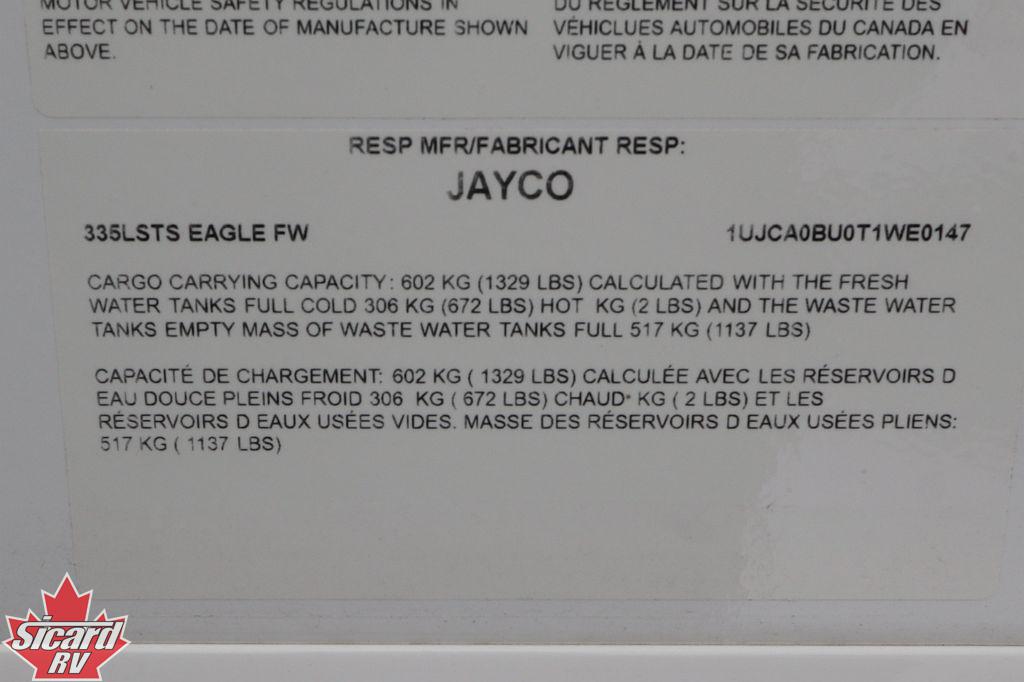 MOTOR VEHICLE SAFETY REGULATIONS IN
EFFECT ON THE DATE OF MANUFACTURE SHOWN
ABOVE.
DU RÈGLEMENT SUR LA SÉCURITÉ DES
VÉHICLUES AUTOMOBILES DU CANADA EN
VIGUER À LA DATE DE SA FABRICATION.
RESP MFR/FABRICANT RESP:
JAYCO
335LSTS EAGLE FW
1UJCA0BU0T1WE0147
CARGO CARRYING CAPACITY: 602 KG (1329 LBS) CALCULATED WITH THE FRESH
WATER TANKS FULL COLD 306 KG (672 LBS) HOT KG (2 LBS) AND THE WASTE WATER
TANKS EMPTY MASS OF WASTE WATER TANKS FULL 517 KG (1137 LBS)
CAPACITÉ DE CHARGEMENT: 602 KG ( 1329 LBS) CALCULÉE AVEC LES RÉSERVOIRS D
EAU DOUCE PLEINS FROID 306 KG ( 672 LBS) CHAUD KG ( 2 LBS) ET LES
RÉSERVOIRS D EAUX USÉES VIDES. MASSE DES RÉSERVOIRS D EAUX USÉES PLIENS:
517 KG ( 1137 LBS)
Sicard
RV